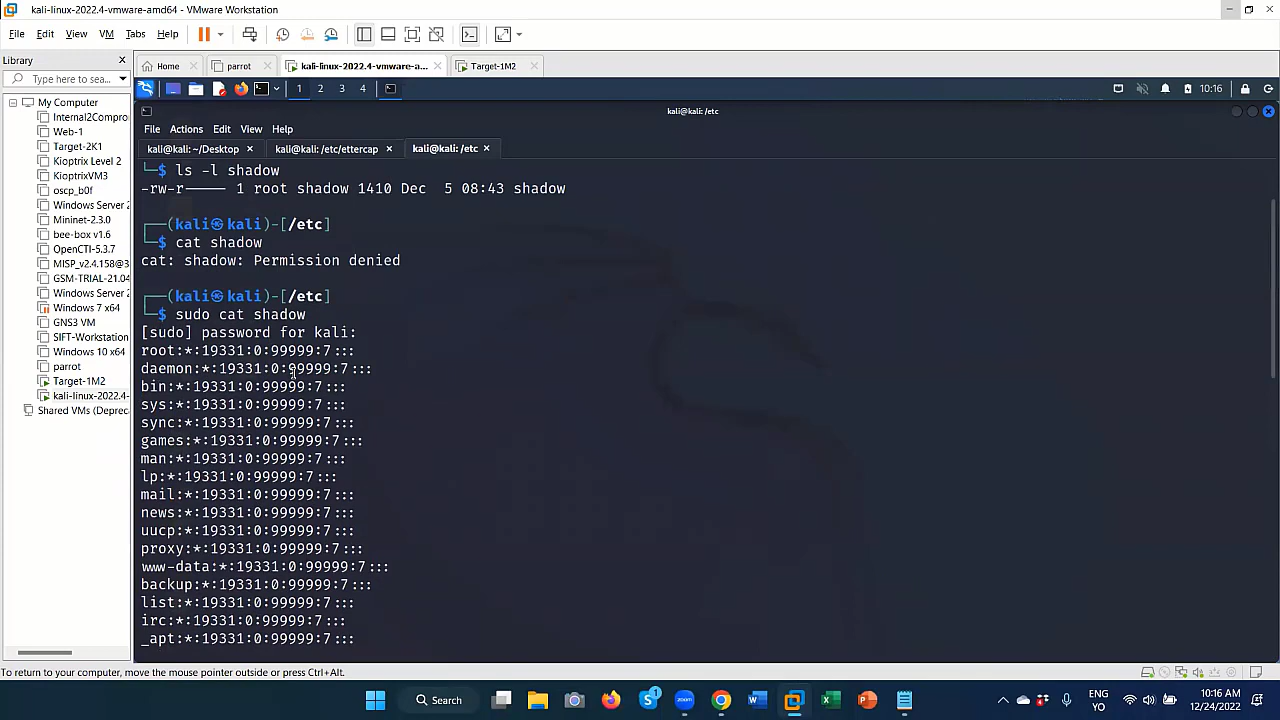 kali-linux-2022.4-vmware-amd64 - VMware Workstation
File Edit View VM Tabs Help
Library
Type here to sea...
My Computer
Internal2Compro
Web-1
Target-2K1
Kioptrix Level 2
KioptrixVM3
oscp_b0f
Windows Server 2
Mininet-2.3.0
bee-box v1.6
OpenCTI-5.3.7
MISP_v2.4.158@3
GSM-TRIAL-21.04
Windows Server 2
Windows 7 x64
GNS3 VM
SIFT-Workstation
Windows 10 x64
parrot
Target-1M2
kali-linux-2022.4-
Shared VMs (Deprec
Home parrot kali-linux-2022.4-vmware-a... Target-1M2
1 2 3 4 10:16
kali@kali: /etc
File Actions Edit View Help
kali@kali: ~/Desktop kali@kali: /etc/ettercap kali@kali: /etc
└─$ ls -l shadow
-rw-r----- 1 root shadow 1410 Dec  5 08:43 shadow
┌──(kali㉿kali)-[/etc]
└─$ cat shadow
cat: shadow: Permission denied
┌──(kali㉿kali)-[/etc]
└─$ sudo cat shadow
[sudo] password for kali:
root:*:19331:0:99999:7:::
daemon:*:19331:0:99999:7:::
bin:*:19331:0:99999:7:::
sys:*:19331:0:99999:7:::
sync:*:19331:0:99999:7:::
games:*:19331:0:99999:7:::
man:*:19331:0:99999:7:::
lp:*:19331:0:99999:7:::
mail:*:19331:0:99999:7:::
news:*:19331:0:99999:7:::
uucp:*:19331:0:99999:7:::
proxy:*:19331:0:99999:7:::
www-data:*:19331:0:99999:7:::
backup:*:19331:0:99999:7:::
list:*:19331:0:99999:7:::
irc:*:19331:0:99999:7:::
_apt:*:19331:0:99999:7:::
To return to your computer, move the mouse pointer outside or press Ctrl+Alt.
Search
zoom
ENG
YO
10:16 AM
12/24/2022